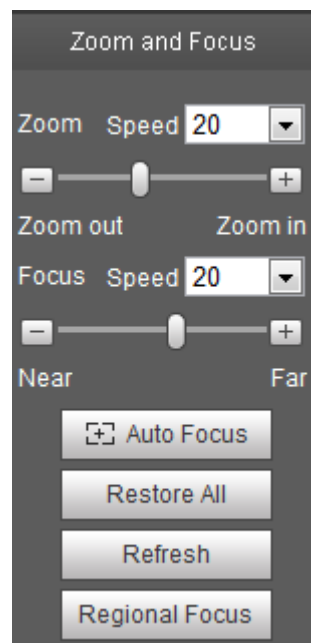 Zoom and Focus
Zoom Speed 20
Zoom out Zoom in
Focus Speed 20
Near Far
Auto Focus
Restore All
Refresh
Regional Focus